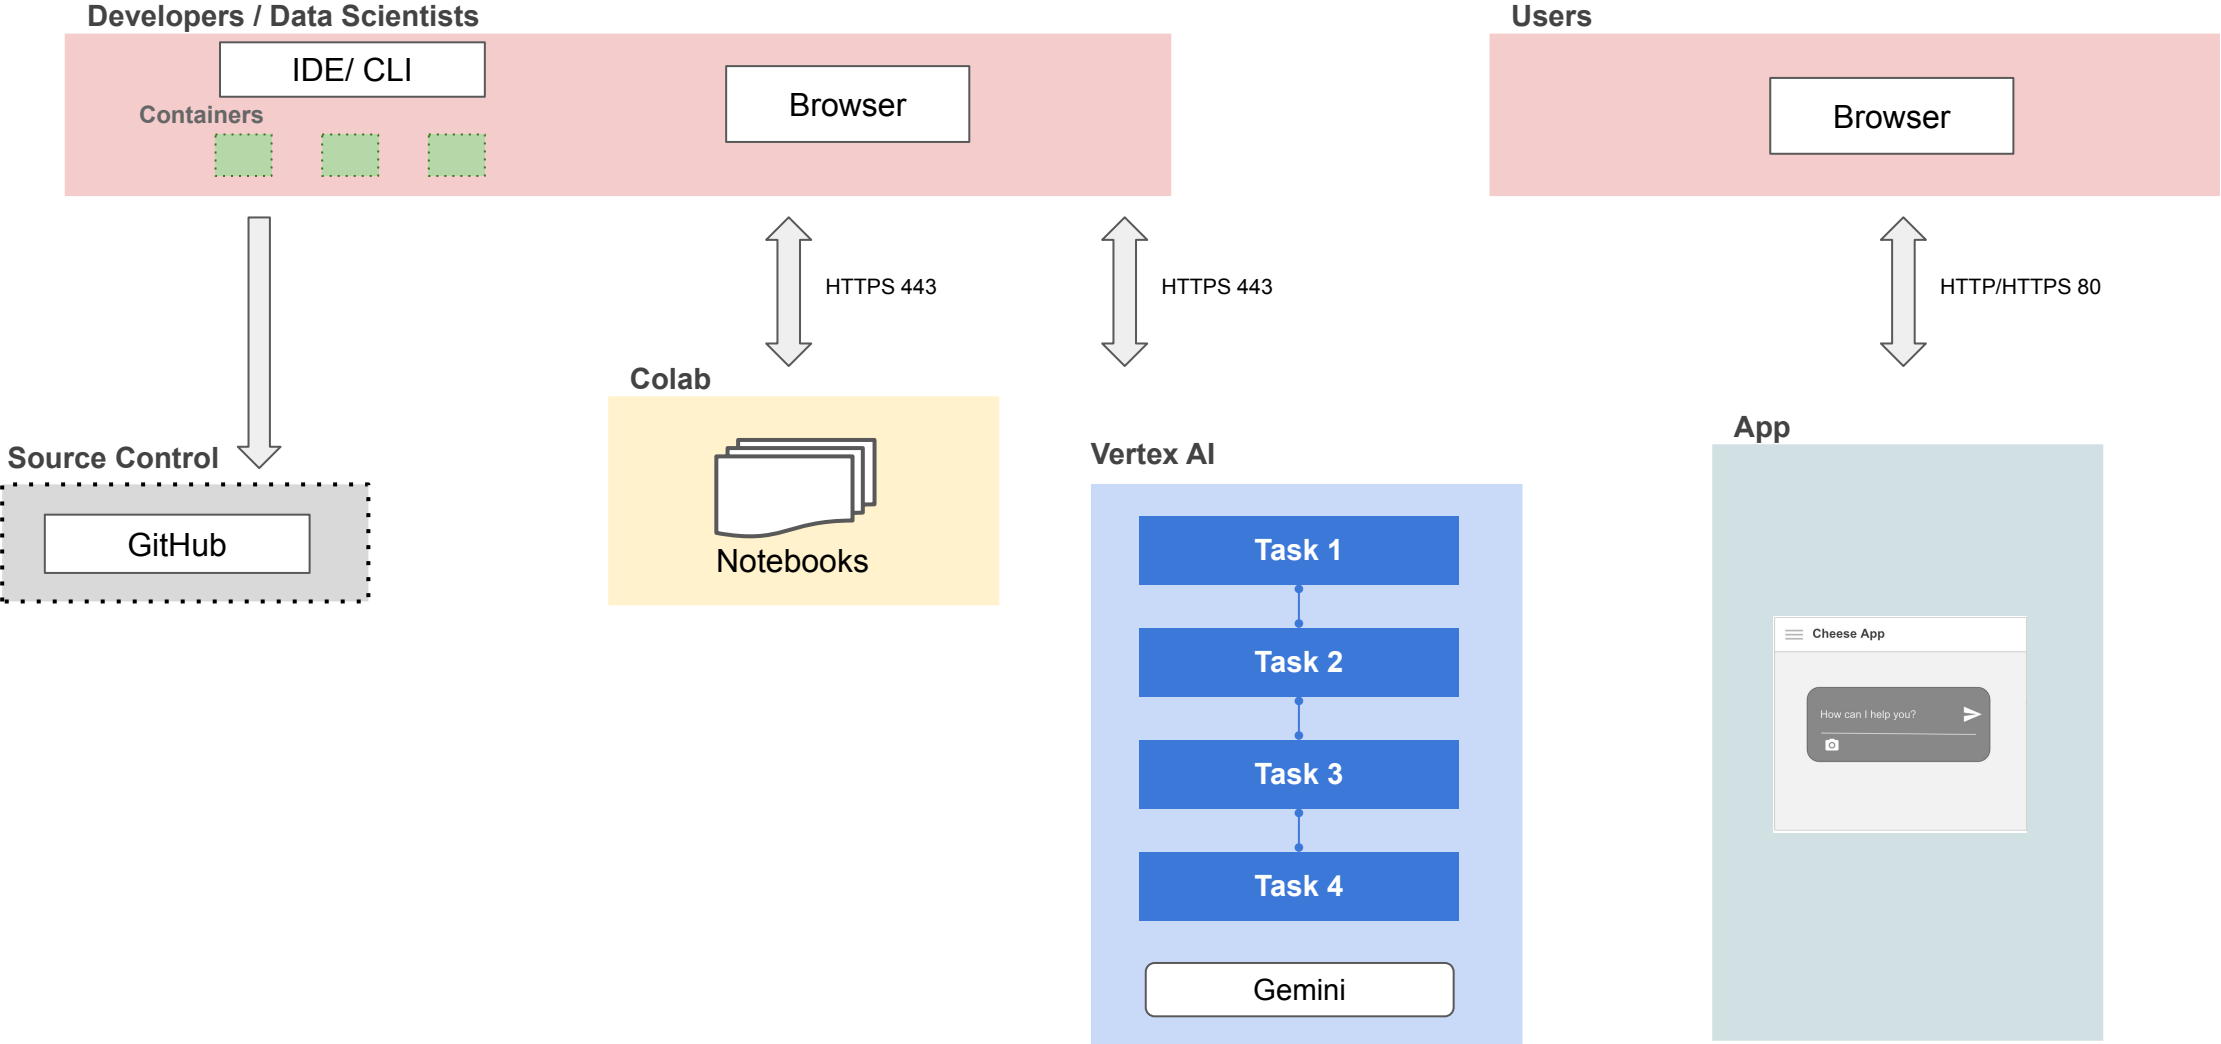 Developers / Data Scientists
IDE/ CLI
Containers
Browser
Users
Browser
HTTPS 443
HTTPS 443
HTTP/HTTPS 80
Source Control
GitHub
Colab
Notebooks
Vertex AI
Task 1
Task 2
Task 3
Task 4
Gemini
App
Cheese App
How can I help you?